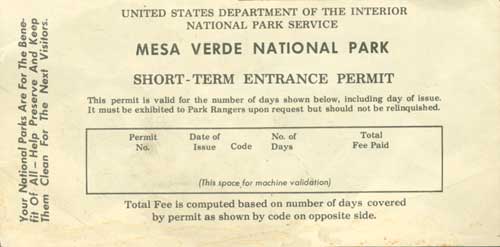 UNITED STATES DEPARTMENT OF THE INTERIOR
NATIONAL PARK SERVICE
MESA VERDE NATIONAL PARK
SHORT-TERM ENTRANCE PERMIT
This permit is valid for the number of days shown below, including day of issue.
It must be exhibited to Park Rangers upon request but should not be relinquished.
Permit No. Date of Issue Code No. of Days Total Fee Paid
(This space for machine validation)
Total Fee is computed based on number of days covered
by permit as shown by code on opposite side.
Your National Parks Are For The Bene-
fit Of All – Help Preserve And Keep
Them Clean For The Next Visitors.